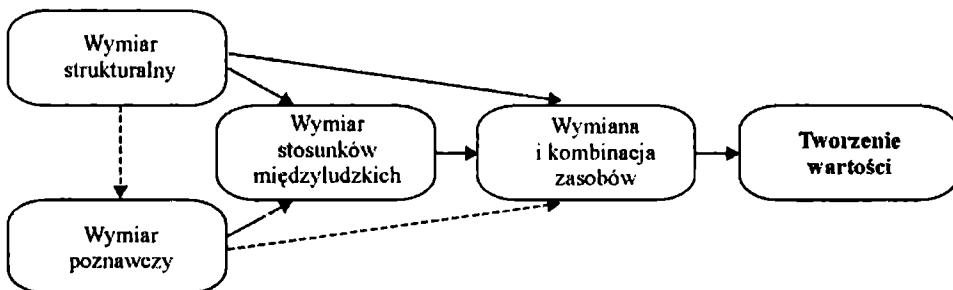 Wymiar
strukturalny
Wymiar
stosunków
międzyludzkich
Wymiana
i kombinacja
zasobów
Tworzenie
wartości
Wymiar
poznawczy